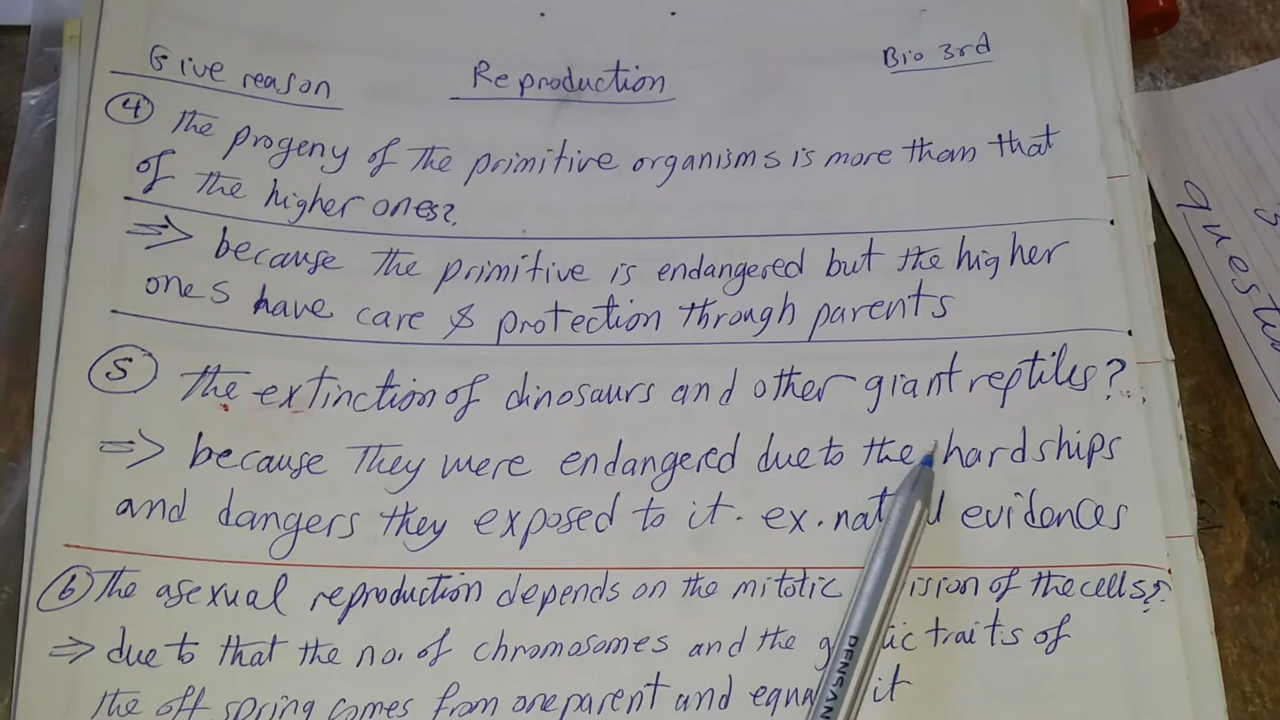 Give reason Reproduction Bio 3rd
④ The progeny of the primitive organisms is more than that
of the higher ones?
=> because the primitive is endangered but the higher
ones have care & protection through parents
⑤ The extinction of dinosaurs and other giant reptiles?
=> because They were endangered due to the hardships
and dangers they exposed to it. ex. evidences
⑥ The asexual reproduction depends on the mitotic of the cells?
=> due to that the no. of chromosomes and the traits of
the off spring comes from one parent and it
DENSAN
question